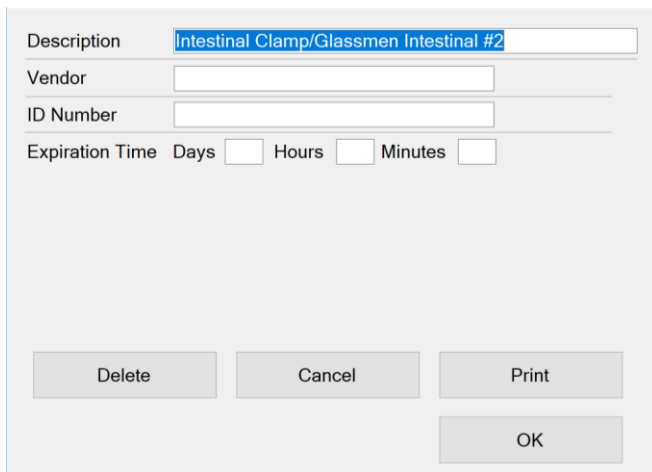 Description Intestinal Clamp/Glassmen Intestinal #2
Vendor
ID Number
Expiration Time Days Hours Minutes
Delete Cancel Print
OK